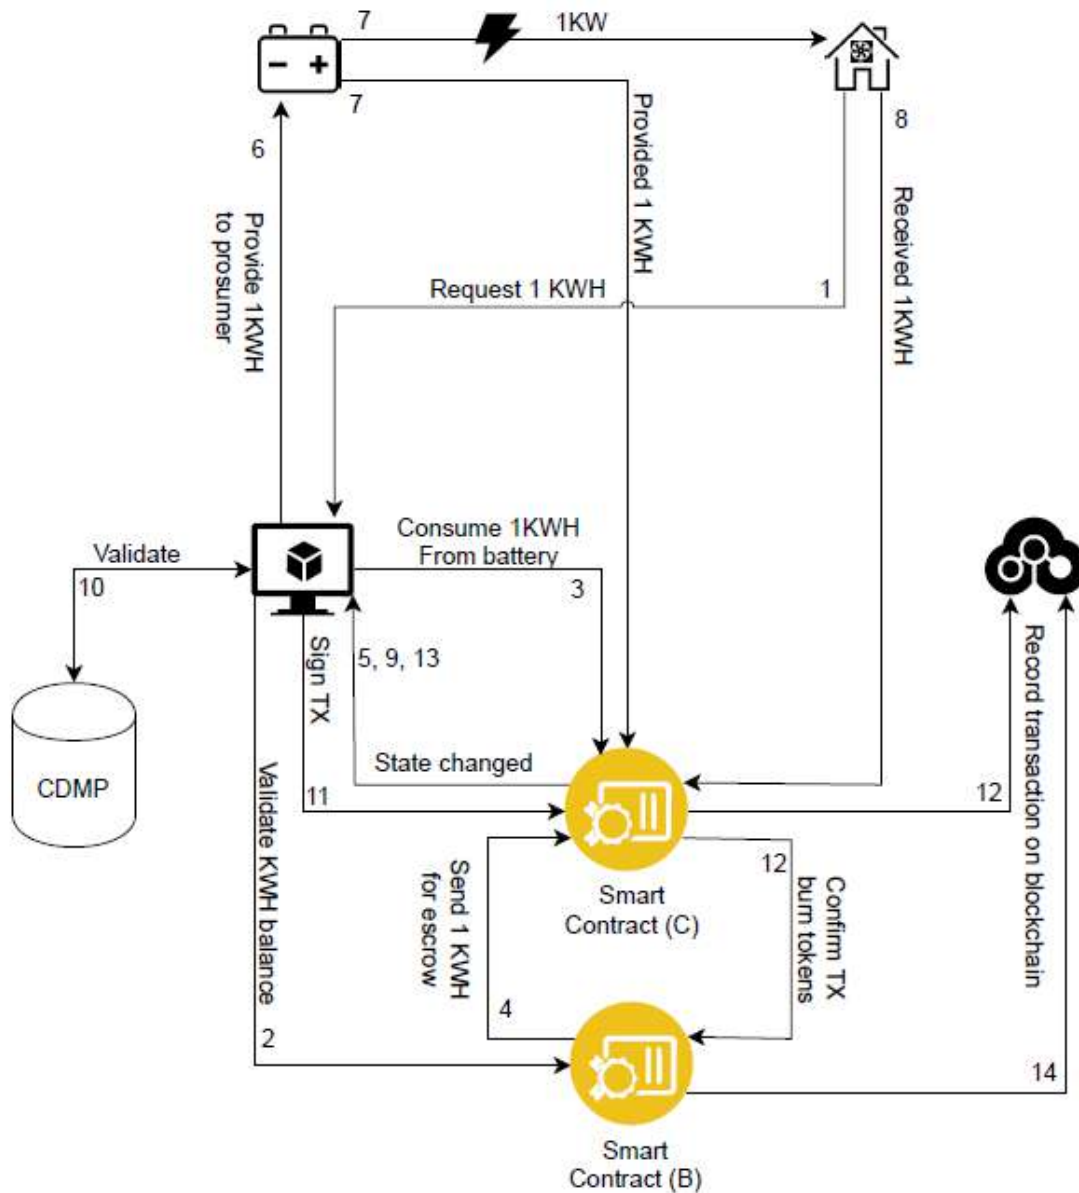 7
1KW
7
8
6
Provided 1 KWH
Received 1KWH
Provide 1KWH
to prosumer
Request 1 KWH
1
Consume 1KWH
From battery
Validate
10
3
Sign TX
5, 9, 13
Record transaction on blockchain
State changed
CDMP
11
12
Validate KWH balance
Send 1 KWH
for escrow
12
Confirm TX
burn tokens
Smart
Contract (C)
4
2
14
Smart
Contract (B)